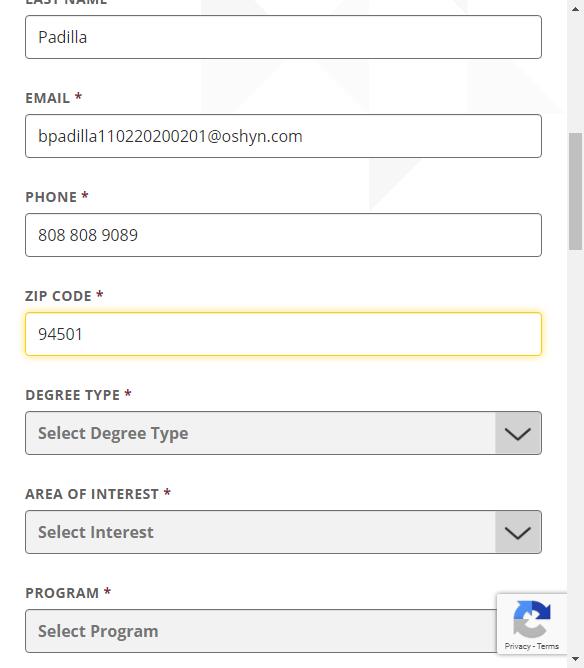 LAST NAME
Padilla
EMAIL *
bpadilla110220200201@oshyn.com
PHONE *
808 808 9089
ZIP CODE *
94501
DEGREE TYPE *
Select Degree Type
AREA OF INTEREST *
Select Interest
PROGRAM *
Select Program
Privacy - Terms